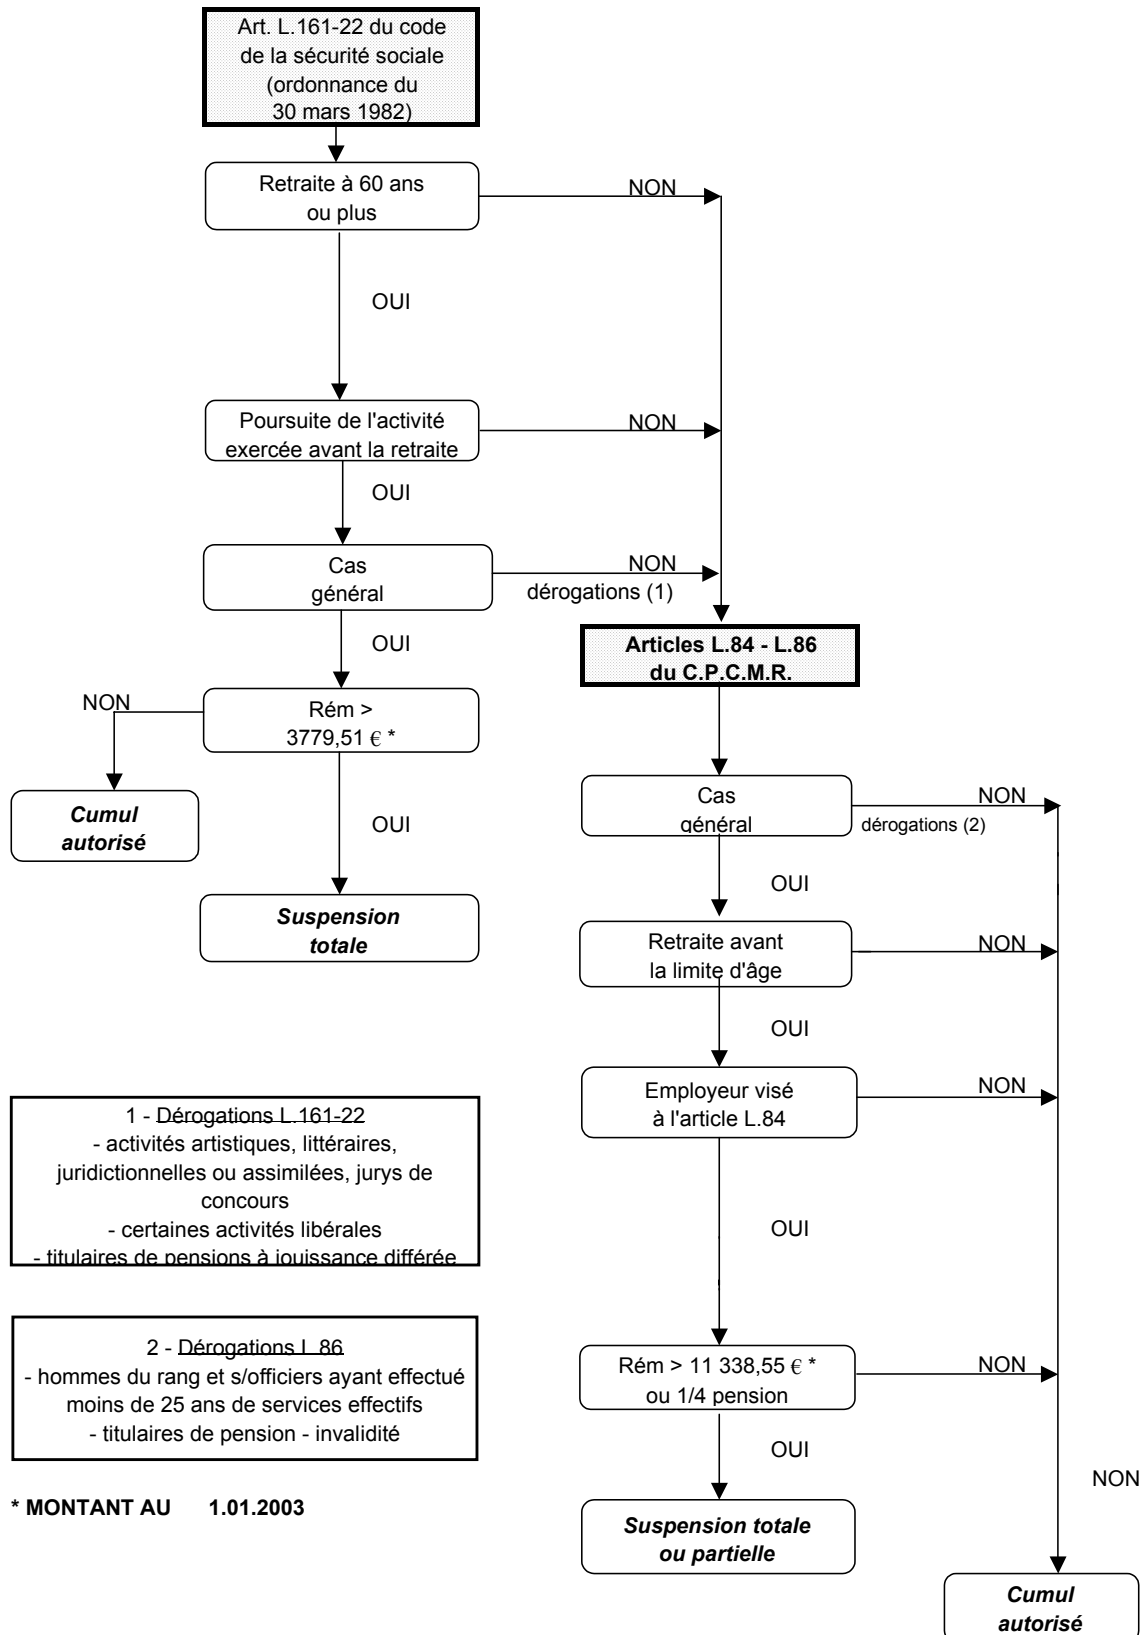 Art. L.161-22 du code
de la sécurité sociale
(ordonnance du
30 mars 1982)
Retraite à 60 ans
ou plus
NON
OUI
Poursuite de l'activité
exercée avant la retraite
NON
OUI
Cas
général
NON
dérogations (1)
OUI
Articles L.84 - L.86
du C.P.C.M.R.
NON
Rém >
3779,51 € *
Cumul
autorisé
OUI
Suspension
totale
Cas
général
NON
dérogations (2)
OUI
Retraite avant
la limite d'âge
NON
OUI
Employeur visé
à l'article L.84
NON
OUI
1 - Dérogations L.161-22
- activités artistiques, littéraires,
juridictionnelles ou assimilées, jurys de
concours
- certaines activités libérales
- titulaires de pensions à jouissance différée
2 - Dérogations L.86
- hommes du rang et s/officiers ayant effectué
moins de 25 ans de services effectifs
- titulaires de pension - invalidité
Rém > 11 338,55 € *
ou 1/4 pension
NON
OUI
NON
* MONTANT AU 1.01.2003
Suspension totale
ou partielle
Cumul
autorisé